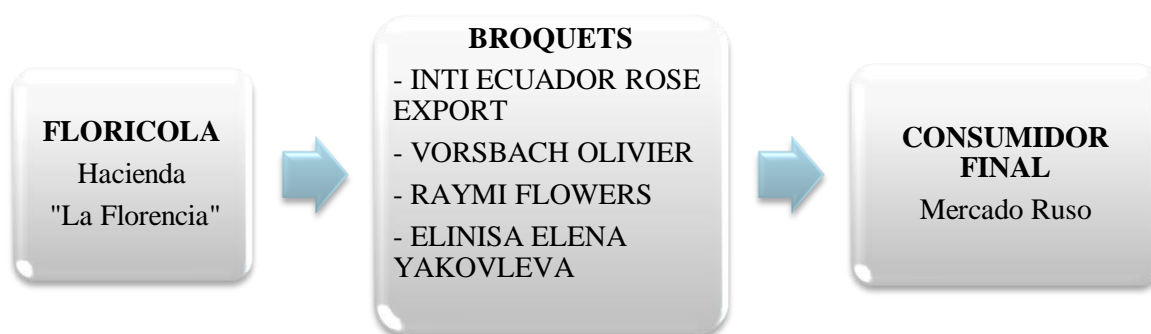 FLORICOLA
Hacienda
"La Florencia"
BROQUETS
- INTI ECUADOR ROSE
EXPORT
- VORSBACH OLIVIER
- RAYMI FLOWERS
- ELINISA ELENA
YAKOVLEVA
CONSUMIDOR
FINAL
Mercado Ruso